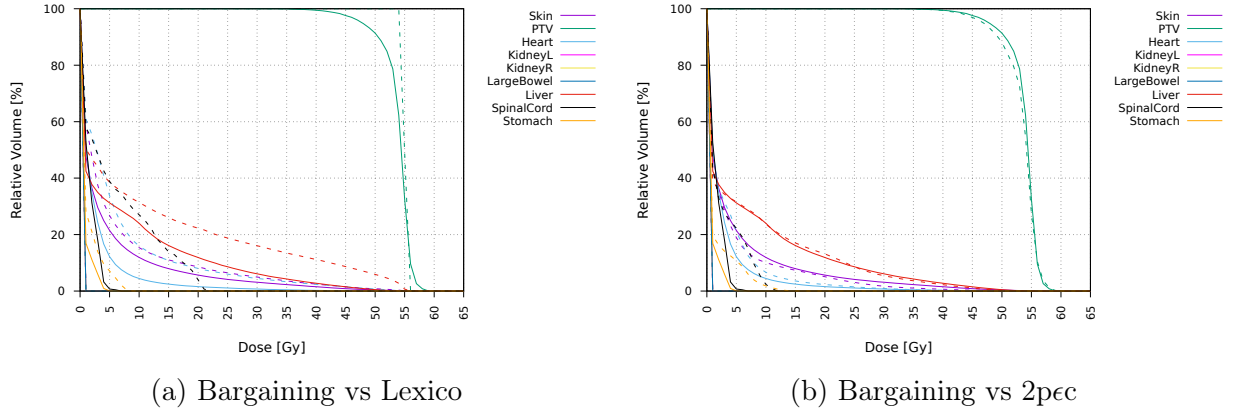 100
80
60
40
20
0
Relative Volume [%]
0
5
10
15
20
25
30
35
40
45
50
55
60
65
Dose [Gy]
Skin
PTV
Heart
KidneyL
KidneyR
LargeBowel
Liver
SpinalCord
Stomach
(a) Bargaining vs Lexico
100
80
60
40
20
0
Relative Volume [%]
0
5
10
15
20
25
30
35
40
45
50
55
60
65
Dose [Gy]
Skin
PTV
Heart
KidneyL
KidneyR
LargeBowel
Liver
SpinalCord
Stomach
(b) Bargaining vs 2pϵc